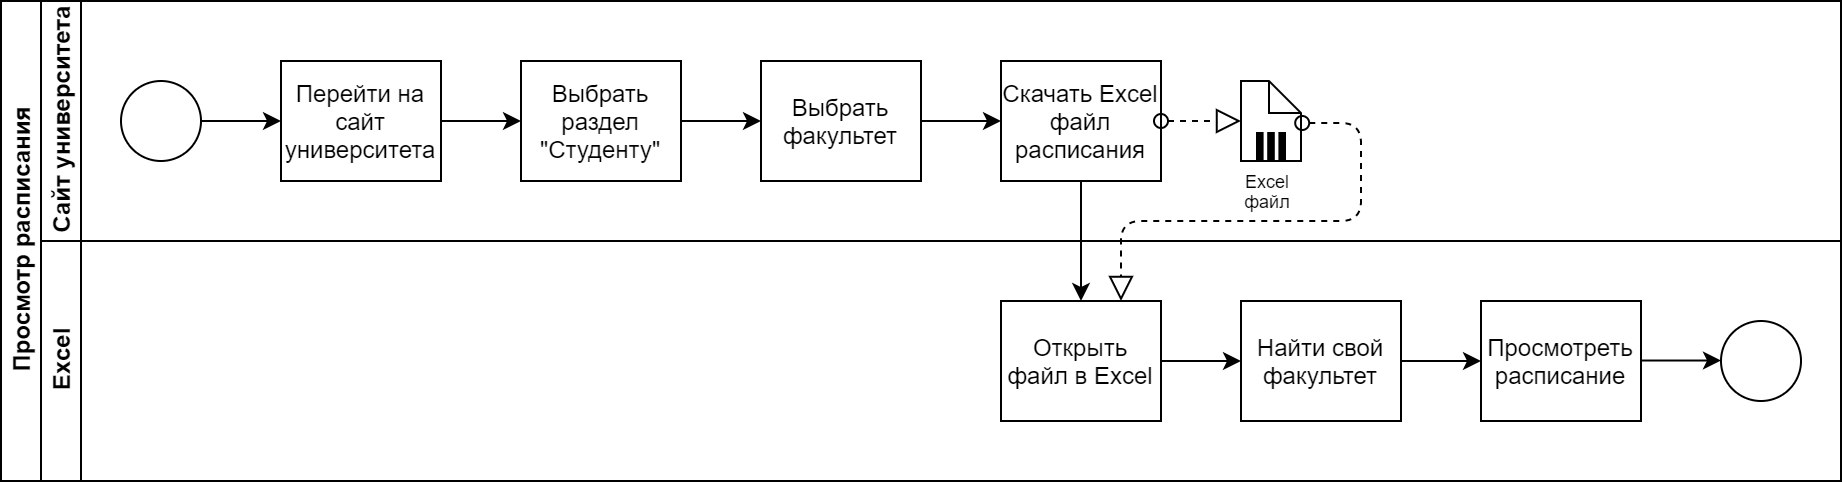 Просмотр расписания
Сайт университета
Перейти на
сайт
университета
Выбрать
раздел
"Студенту"
Выбрать
факультет
Скачать Excel
файл
расписания
Excel
файл
Excel
Открыть
файл в Excel
Найти свой
факультет
Просмотреть
расписание